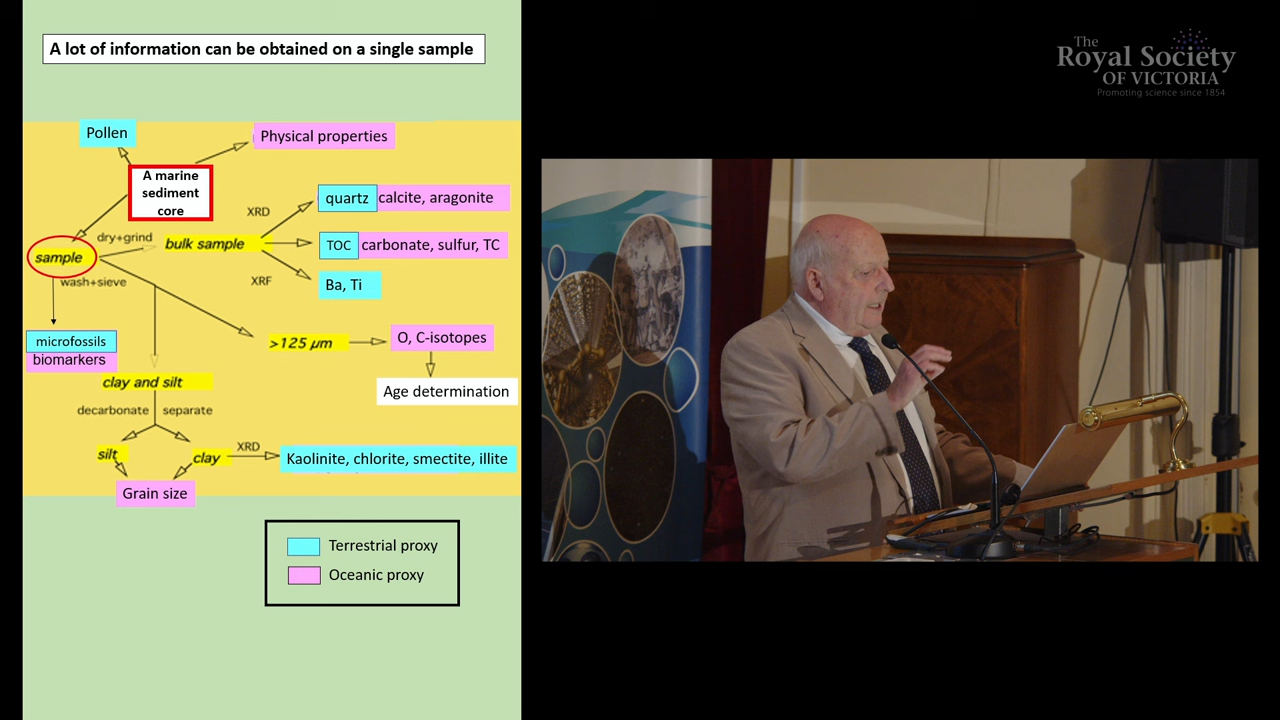 A lot of information can be obtained on a single sample
The
Royal Society
OF VICTORIA
Promoting science since 1854
Pollen
Physical properties
A marine
sediment
core
XRD
quartz
calcite, aragonite
dry+grind
bulk sample
TOC
carbonate, sulfur, TC
sample
wash+sieve
XRF
Ba, Ti
microfossils
biomarkers
>125 µm
O, C-isotopes
clay and silt
Age determination
decarbonate
separate
silt
clay
XRD
Kaolinite, chlorite, smectite, illite
Grain size
Terrestrial proxy
Oceanic proxy